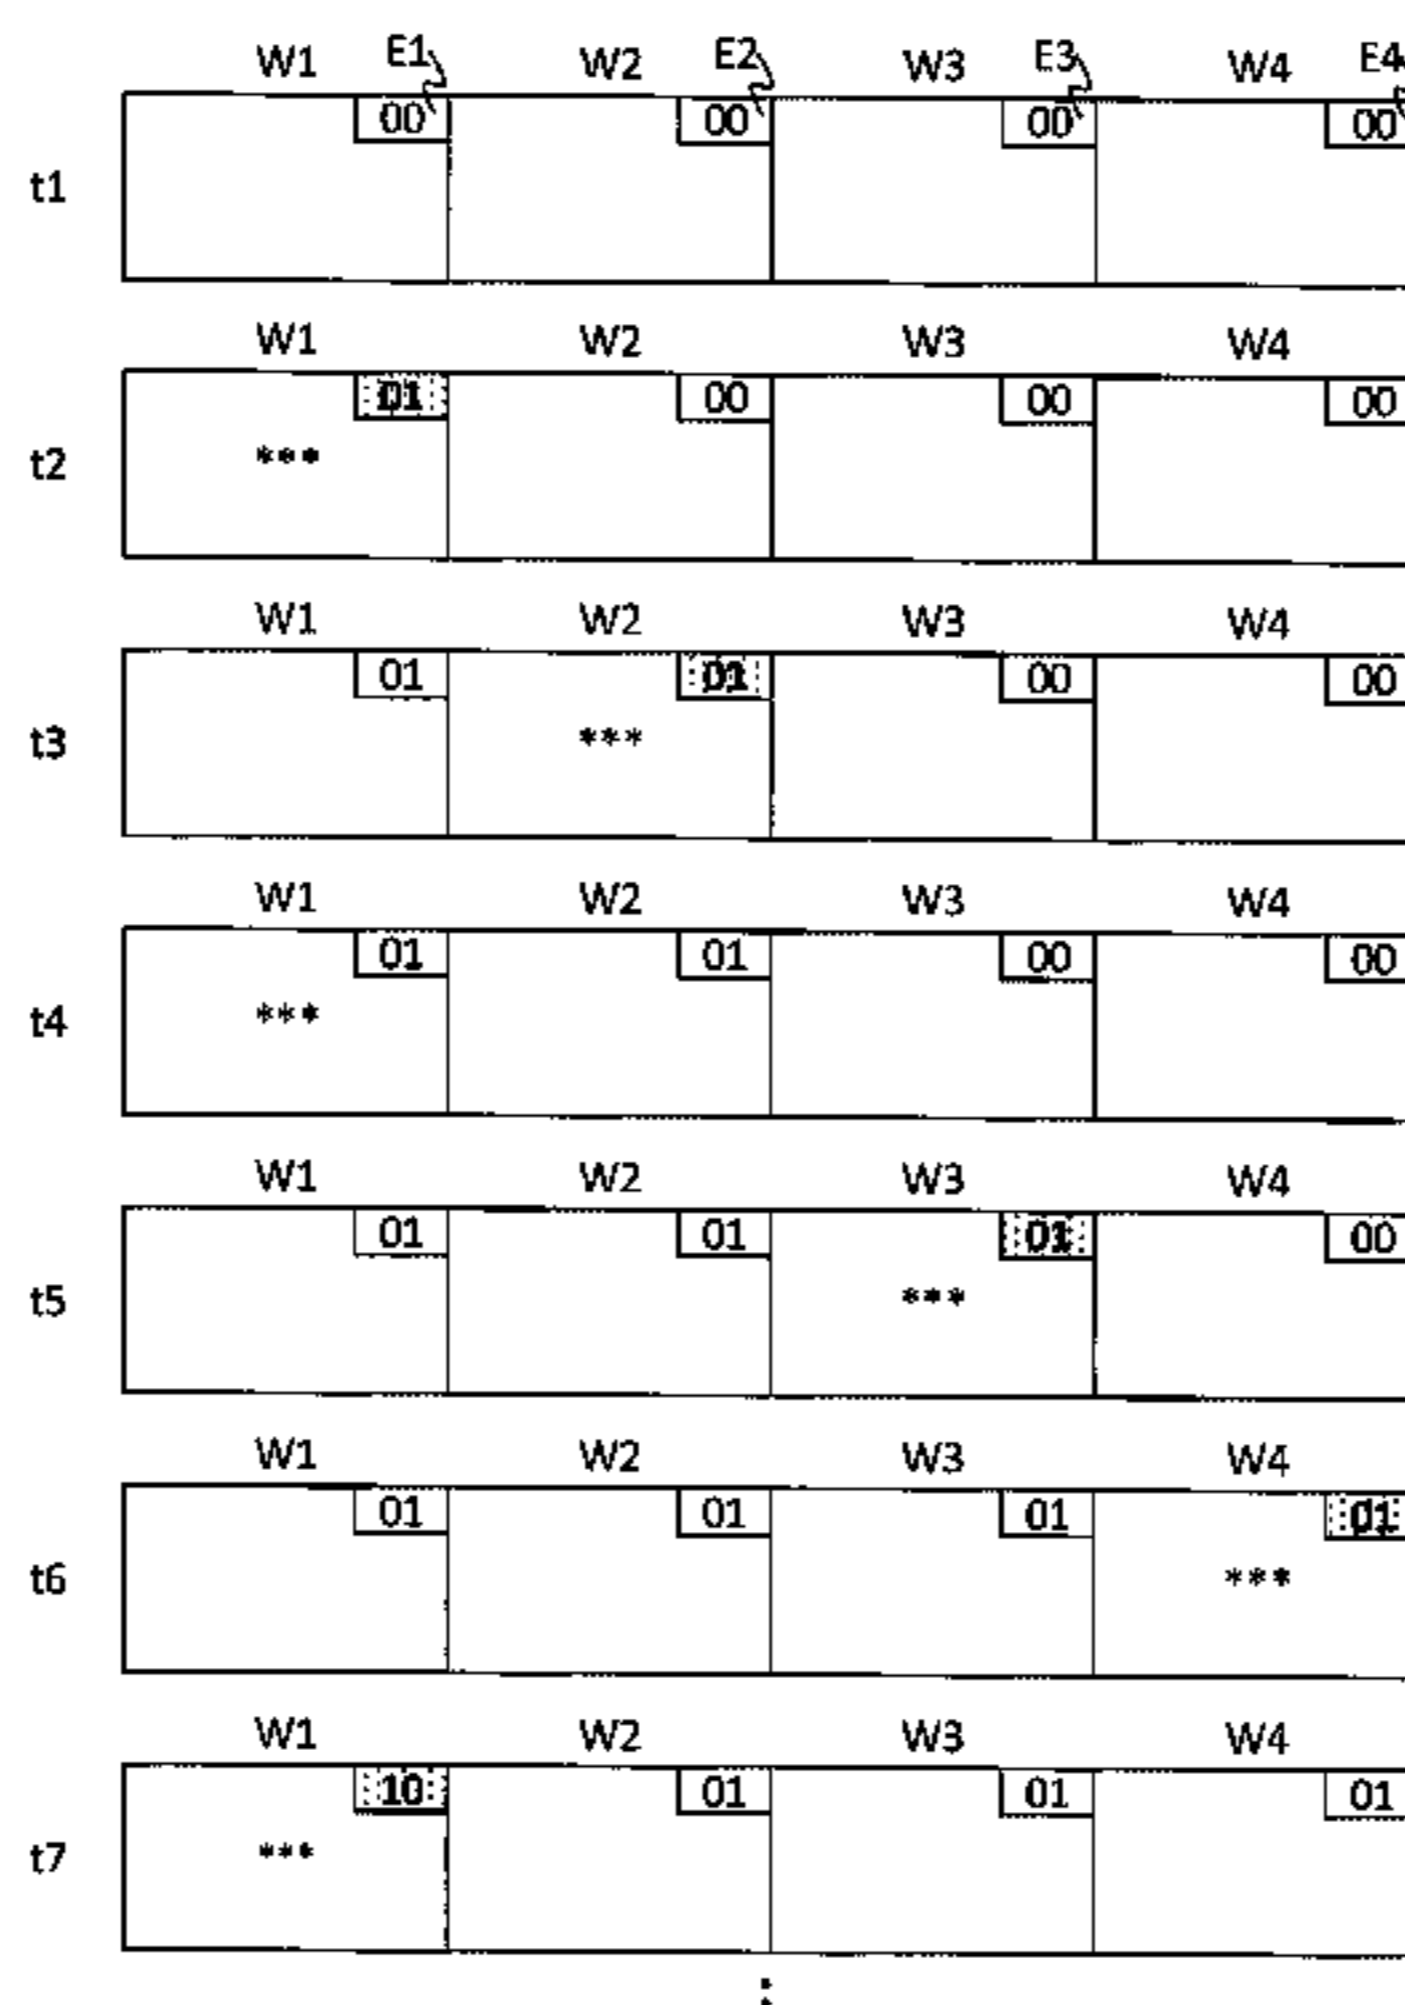 W1 E1 W2 E2 W3 E3 W4 E4
00 00 00 00
t1
W1 W2 W3 W4
01 00 00 00
t2 ***
W1 W2 W3 W4
01 01 00 00
t3 ***
W1 W2 W3 W4
01 01 00 00
t4 ***
W1 W2 W3 W4
01 01 01 00
t5 ***
W1 W2 W3 W4
01 01 01 01
t6 ***
W1 W2 W3 W4
10 01 01 01
t7 ***